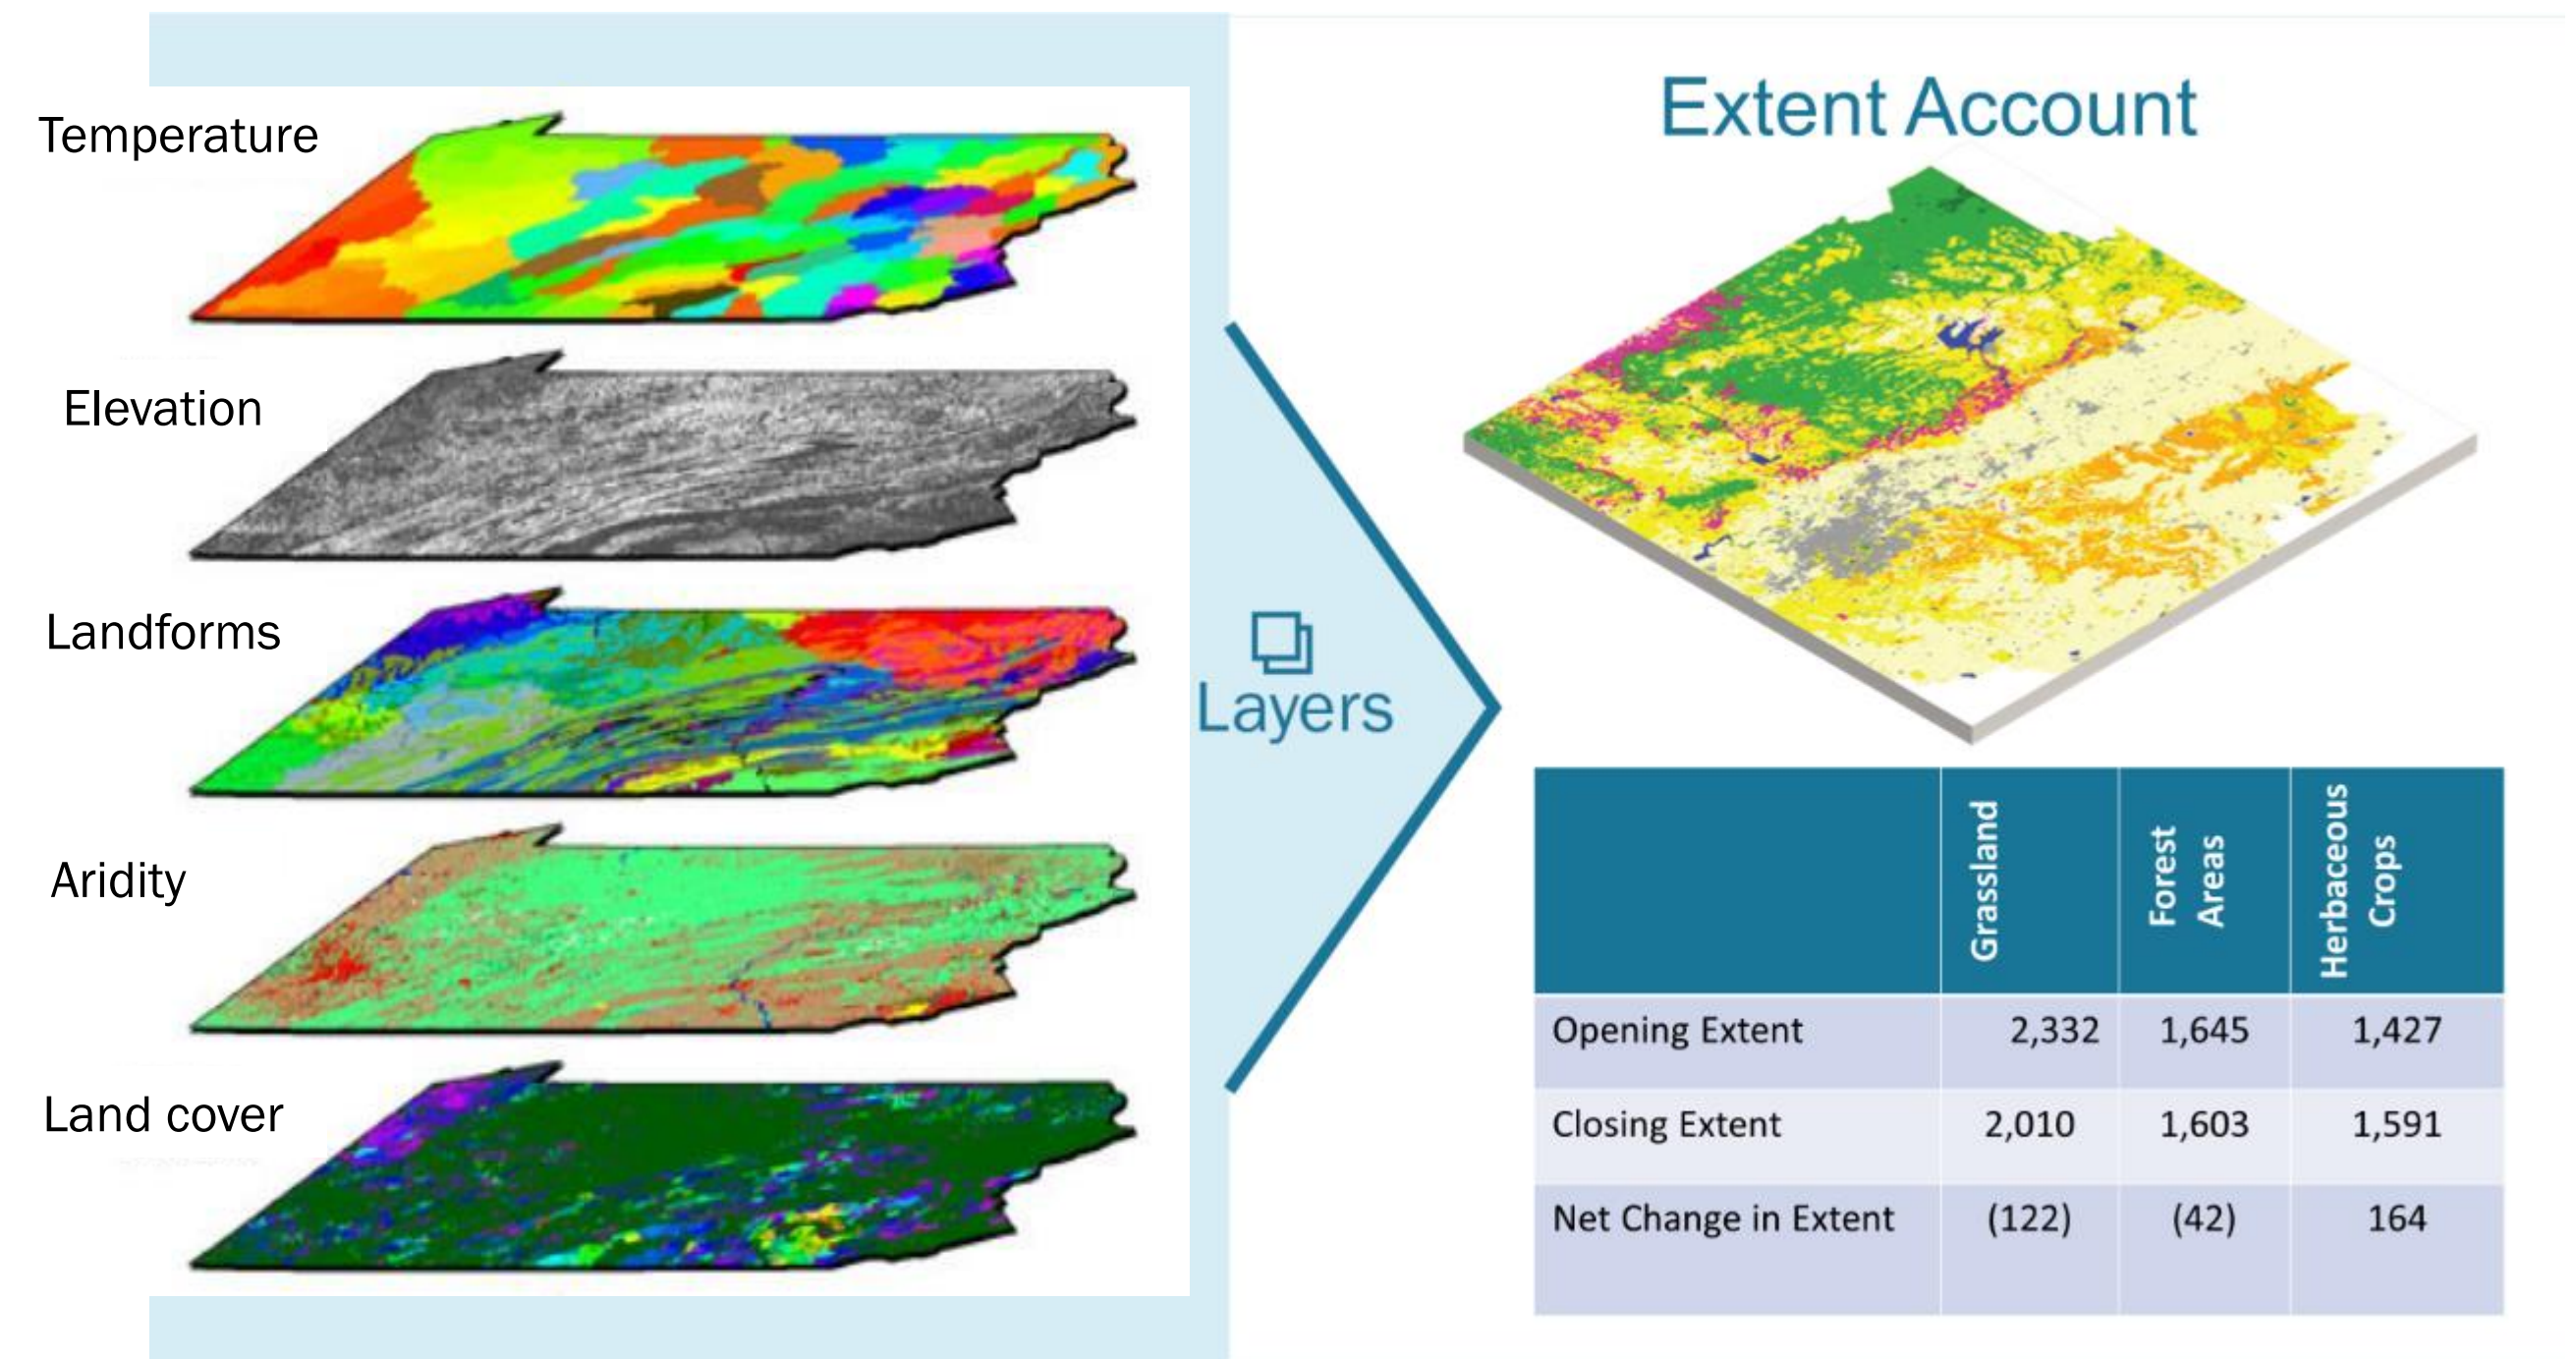 Temperature
Elevation
Landforms
Aridity
Land cover
Layers
Extent Account
Grassland
Forest
Areas
Herbaceous
Crops
Opening Extent 2,332 1,645 1,427
Closing Extent 2,010 1,603 1,591
Net Change in Extent (122) (42) 164